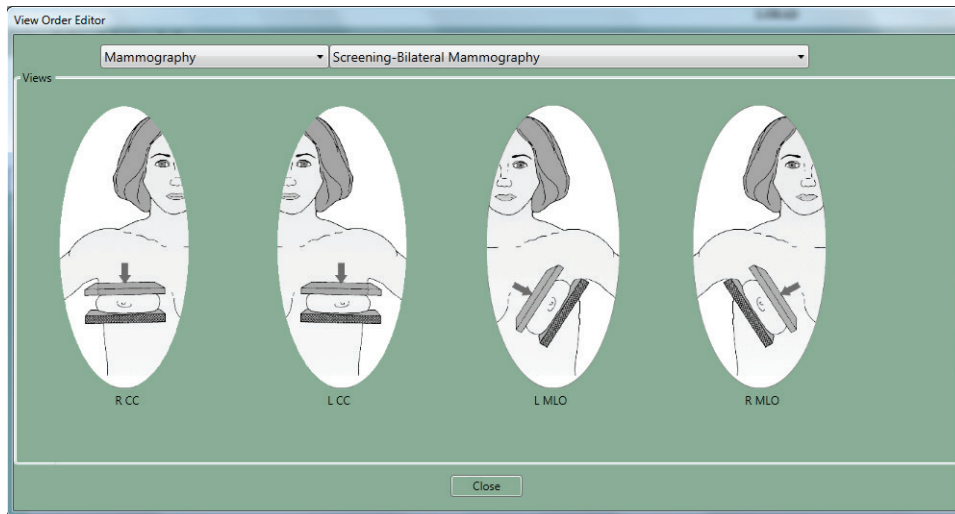 View Order Editor
Mammography
Screening-Bilateral Mammography
Views
R CC
L CC
L MLO
R MLO
Close